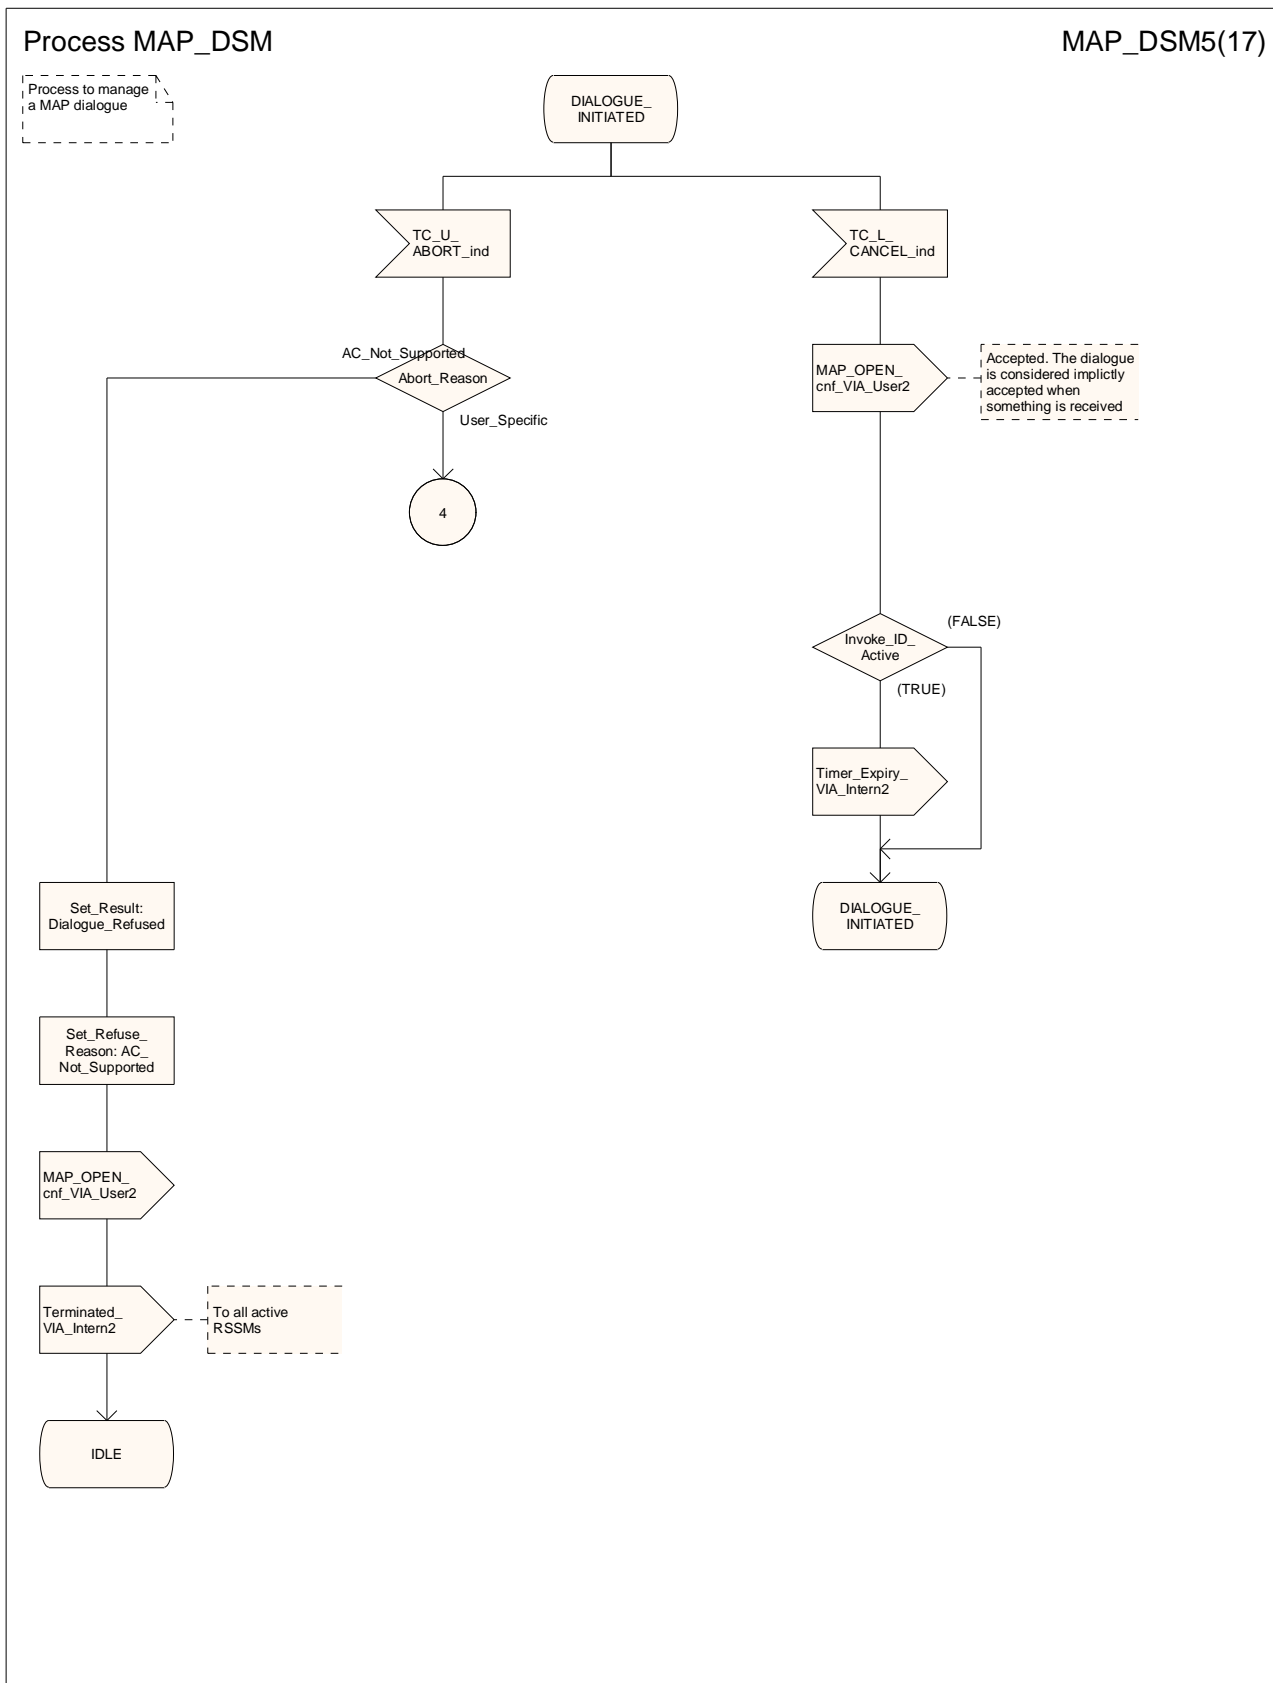 Process MAP_DSM
MAP_DSM5(17)
Process to manage
a MAP dialogue
DIALOGUE_
INITIATED
TC_U_
ABORT_ind
TC_L_
CANCEL_ind
AC_Not_Supported
Abort_Reason
User_Specific
4
MAP_OPEN_
cnf_VIA_User2
Accepted. The dialogue
is considered implictly
accepted when
something is received
Invoke_ID_
Active
(FALSE)
(TRUE)
Timer_Expiry_
VIA_Intern2
DIALOGUE_
INITIATED
Set_Result:
Dialogue_Refused
Set_Refuse_
Reason: AC_
Not_Supported
MAP_OPEN_
cnf_VIA_User2
Terminated_
VIA_Intern2
To all active
RSSMs
IDLE